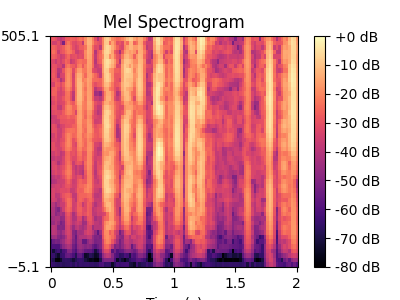 Mel Spectrogram
505.1
−5.1
0
0.5
1
1.5
2
+0 dB
-10 dB
-20 dB
-30 dB
-40 dB
-50 dB
-60 dB
-70 dB
-80 dB